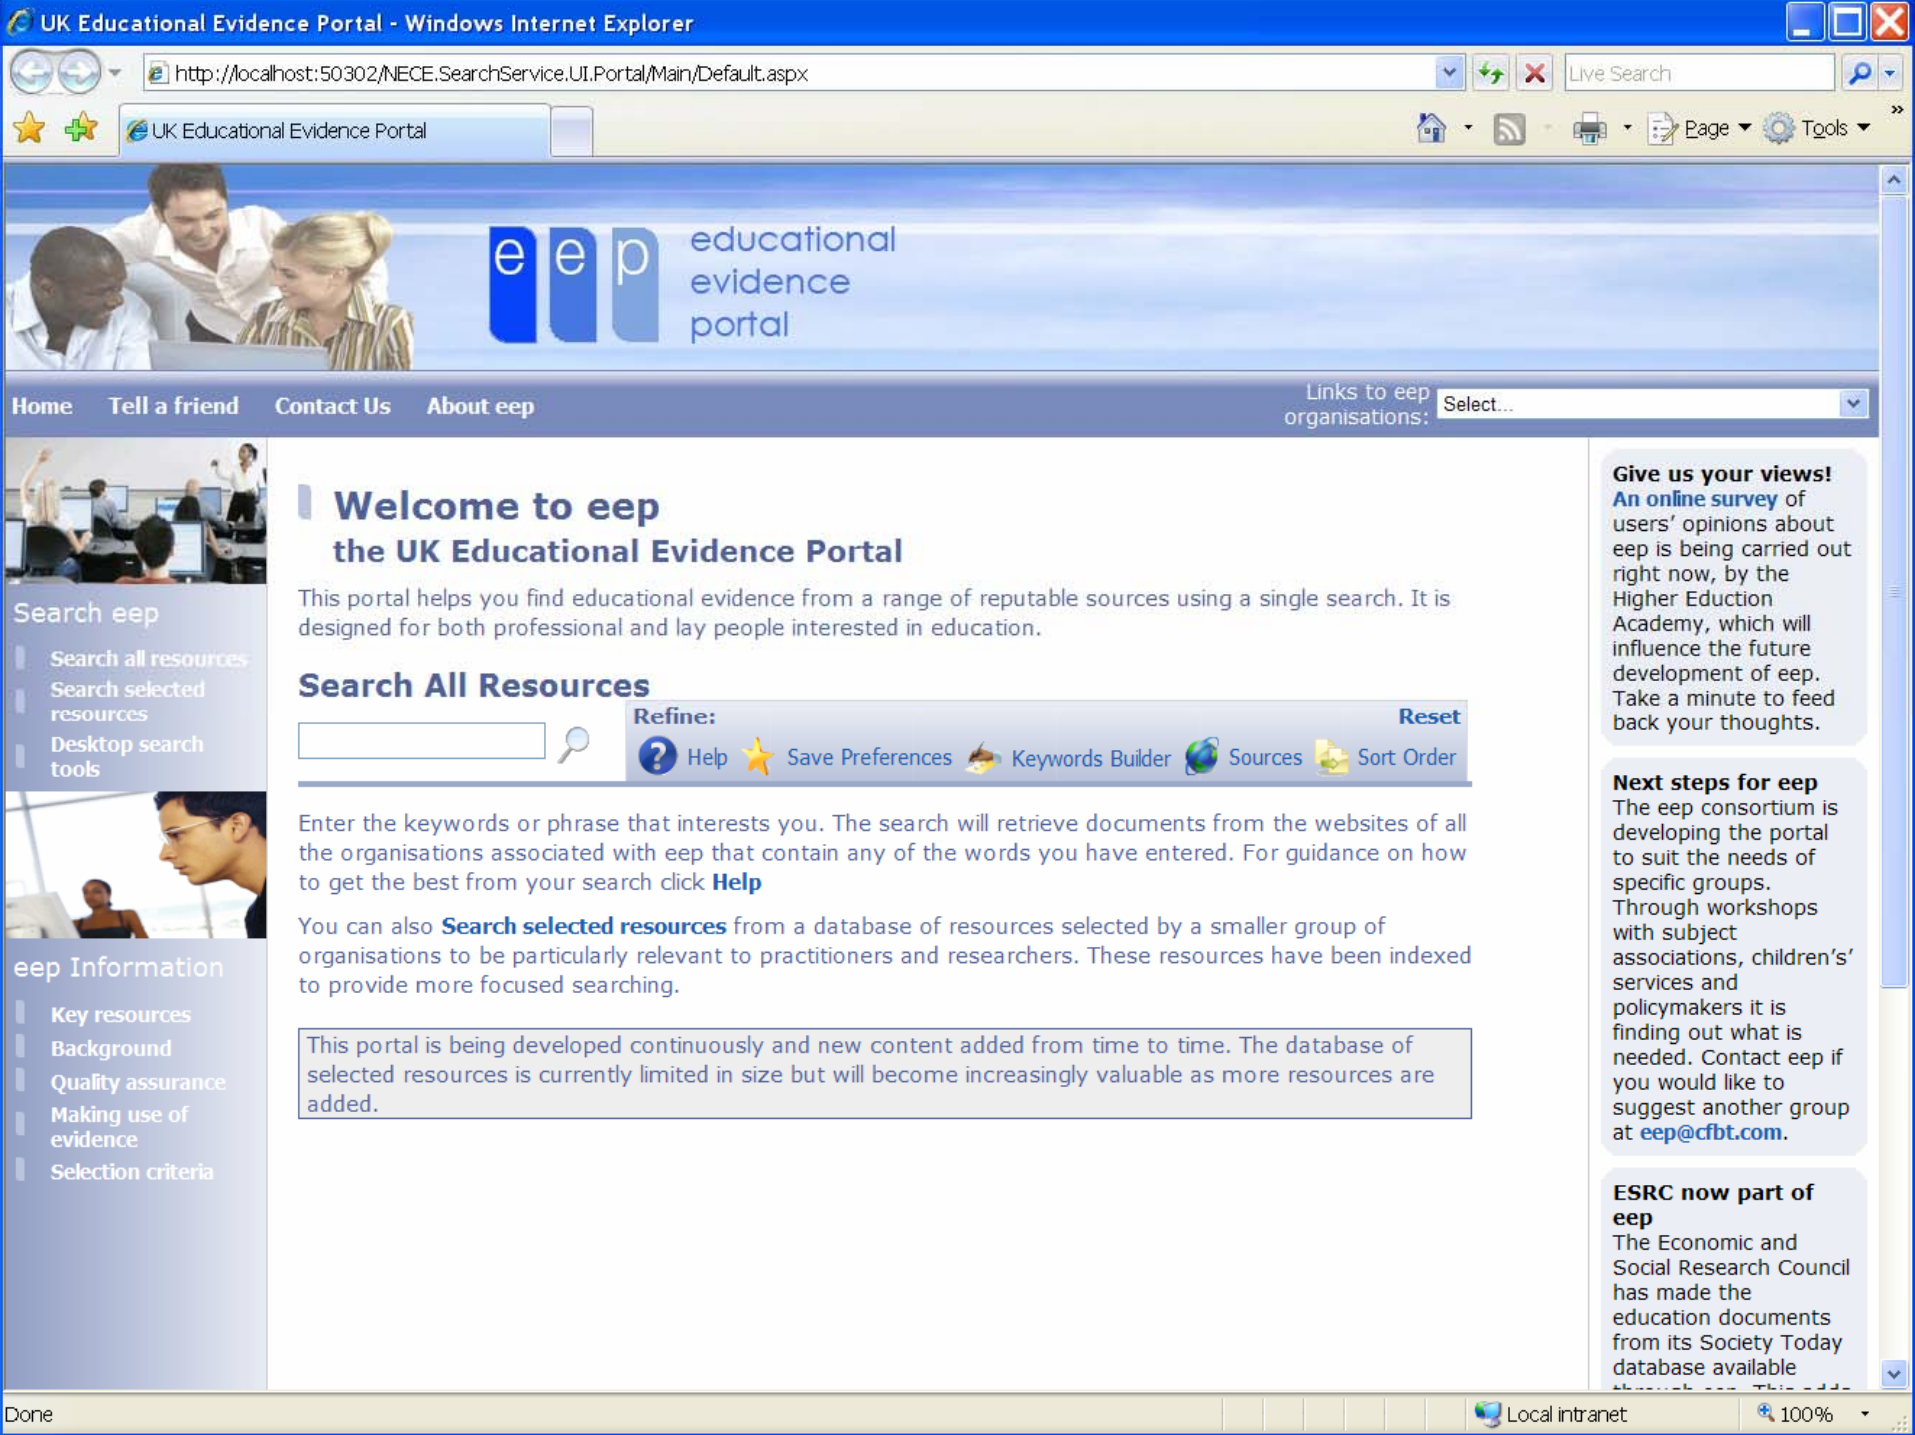 UK Educational Evidence Portal - Windows Internet Explorer
http://localhost:50302/NECE.SearchService.UI.Portal/Main/Default.aspx
Live Search
UK Educational Evidence Portal
Page
Tools
e e p
educational
evidence
portal
Home
Tell a friend
Contact Us
About eep
Links to eep
organisations:
Select...
Search eep
Search all resources
Search selected
resources
Desktop search
tools
eep Information
Key resources
Background
Quality assurance
Making use of
evidence
Selection criteria
Welcome to eep
the UK Educational Evidence Portal
This portal helps you find educational evidence from a range of reputable sources using a single search. It is
designed for both professional and lay people interested in education.
Search All Resources
Refine:
Reset
Help
Save Preferences
Keywords Builder
Sources
Sort Order
Enter the keywords or phrase that interests you. The search will retrieve documents from the websites of all
the organisations associated with eep that contain any of the words you have entered. For guidance on how
to get the best from your search click Help
You can also Search selected resources from a database of resources selected by a smaller group of
organisations to be particularly relevant to practitioners and researchers. These resources have been indexed
to provide more focused searching.
This portal is being developed continuously and new content added from time to time. The database of
selected resources is currently limited in size but will become increasingly valuable as more resources are
added.
Give us your views!
An online survey of
users’ opinions about
eep is being carried out
right now, by the
Higher Eduction
Academy, which will
influence the future
development of eep.
Take a minute to feed
back your thoughts.
Next steps for eep
The eep consortium is
developing the portal
to suit the needs of
specific groups.
Through workshops
with subject
associations, children’s’
services and
policymakers it is
finding out what is
needed. Contact eep if
you would like to
suggest another group
at eep@cfbt.com.
ESRC now part of
eep
The Economic and
Social Research Council
has made the
education documents
from its Society Today
database available
Done
Local intranet
100%